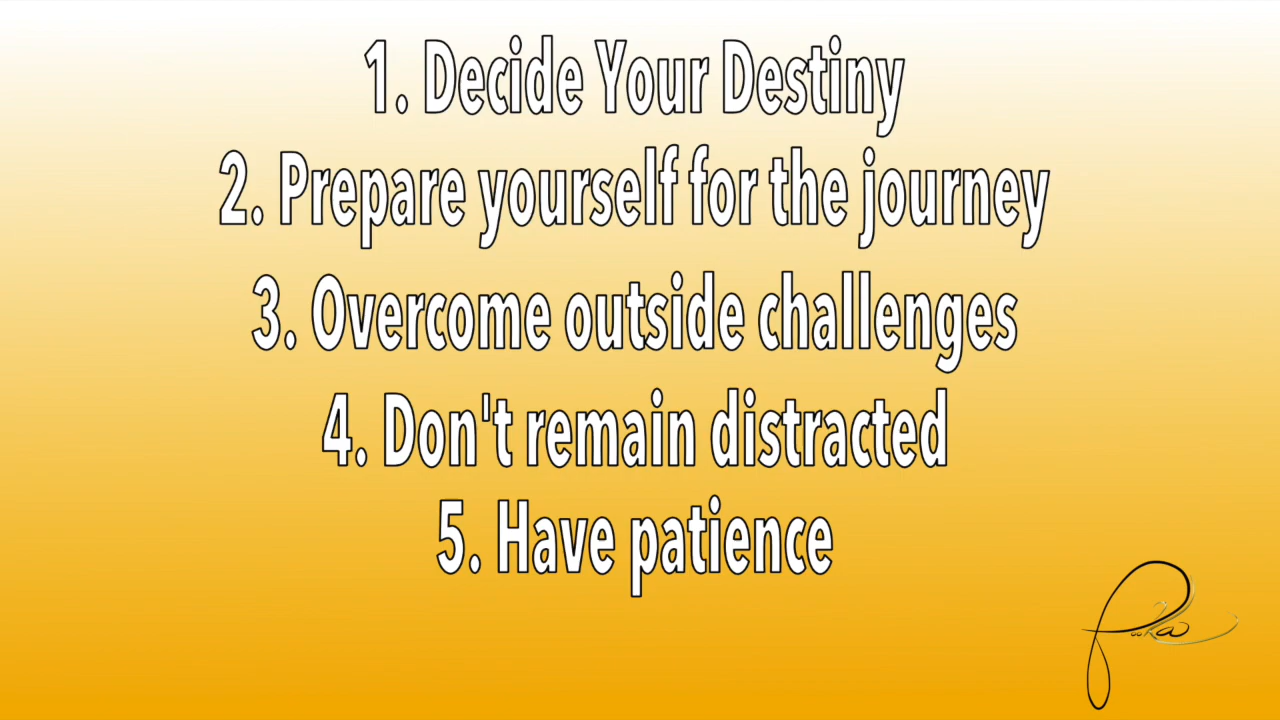 1. Decide Your Destiny
2. Prepare yourself for the journey
3. Overcome outside challenges
4. Don't remain distracted
5. Have patience